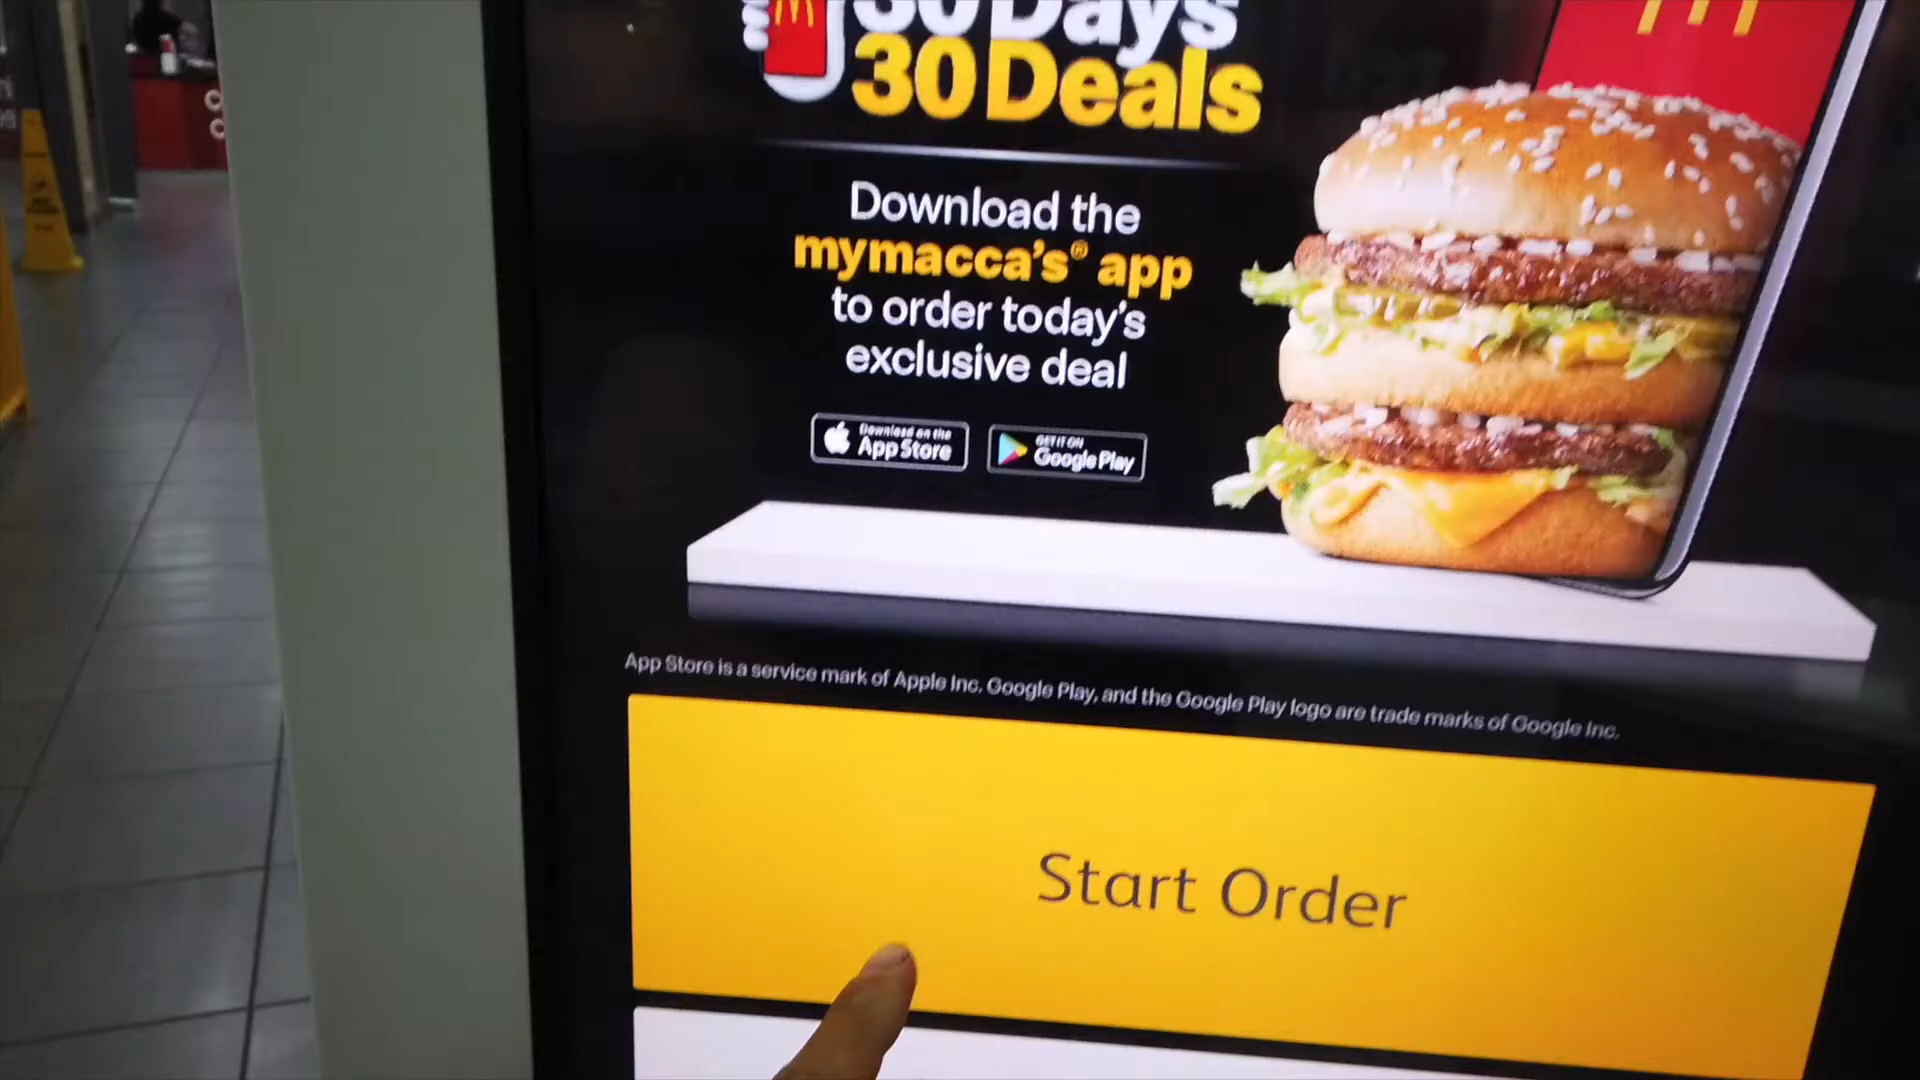 30 Days
30 Deals
Download the
mymacca's® app
to order today's
exclusive deal
Download on the
App Store
GET IT ON
Google Play
App Store is a service mark of Apple Inc. Google Play, and the Google Play logo are trade marks of Google Inc.
Start Order